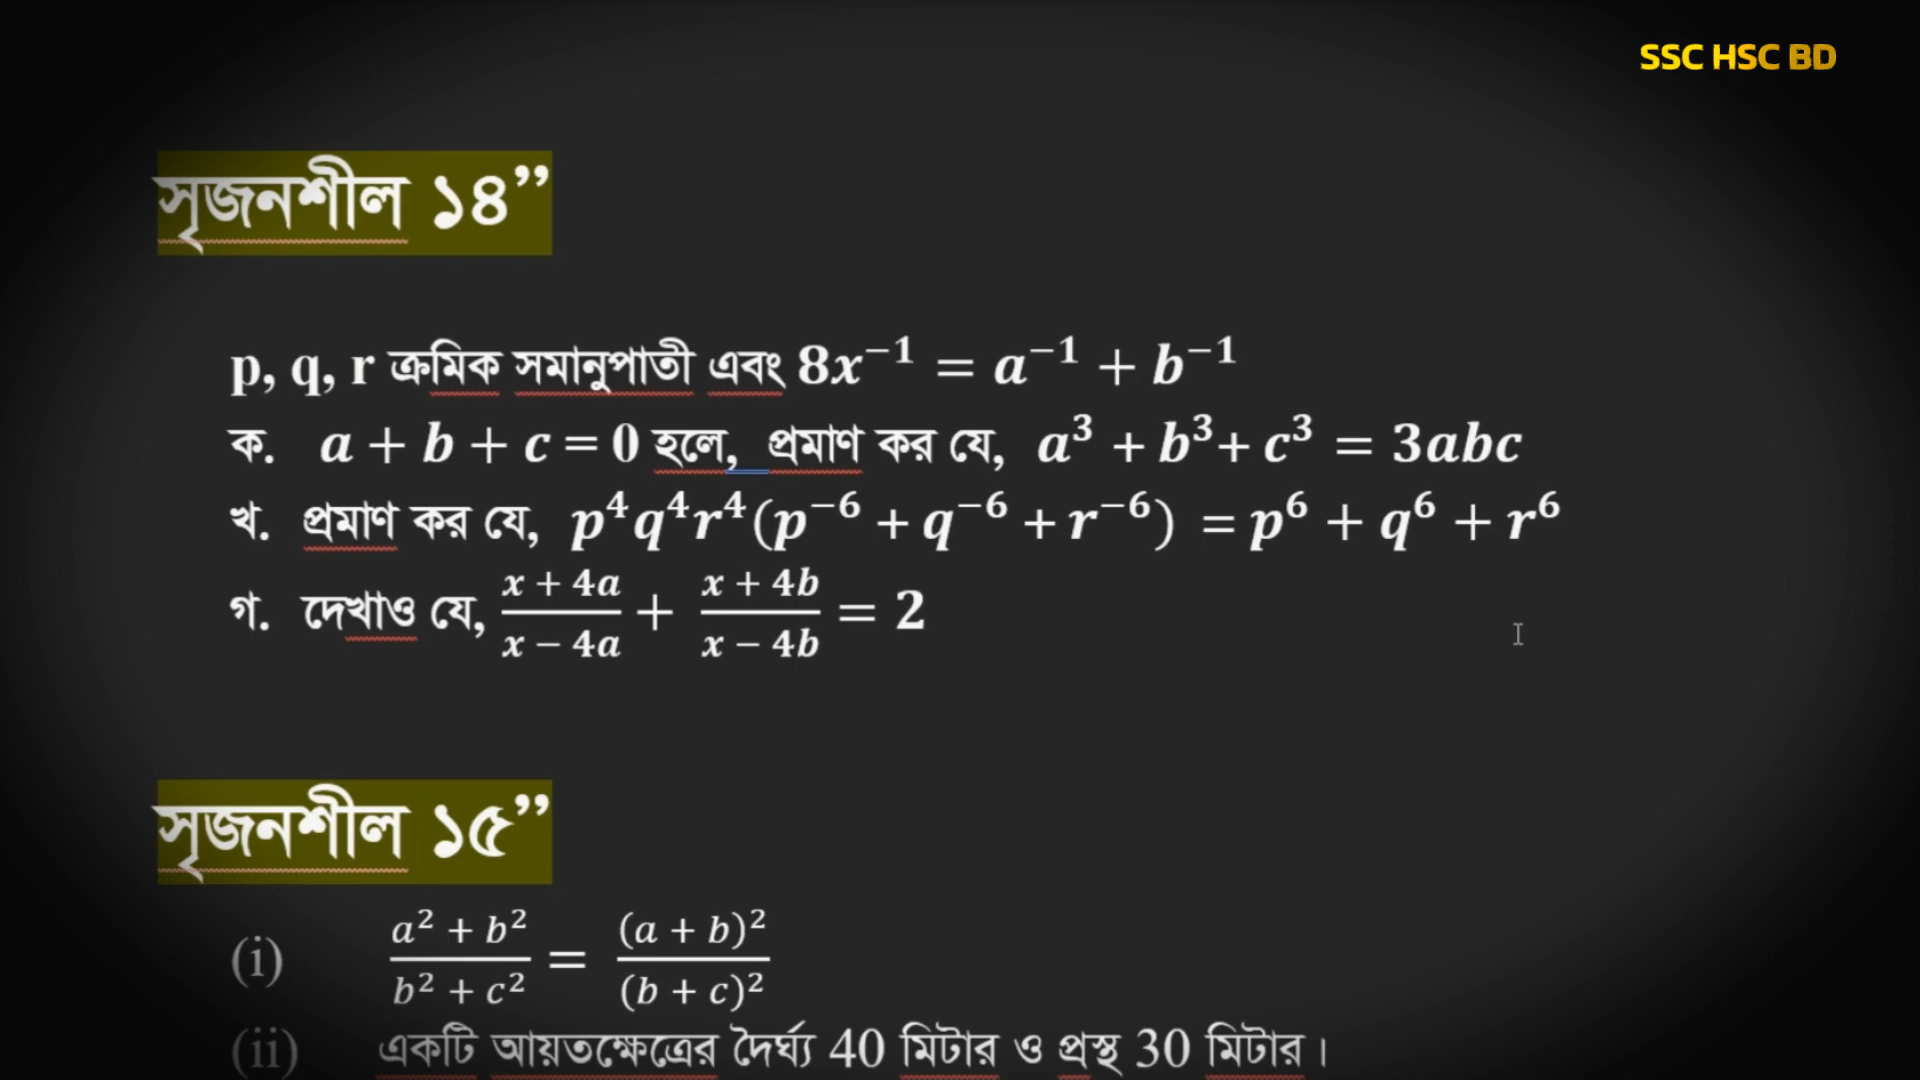 SSC HSC BD
সৃজনশীল ১৪”
p, q, r ক্রমিক সমানুপাতী এবং 8x⁻¹ = a⁻¹ + b⁻¹
ক. a + b + c = 0 হলে, প্রমাণ কর যে, a³ + b³+ c³ = 3abc
খ. প্রমাণ কর যে, p⁴q⁴r⁴(p⁻⁶ + q⁻⁶ + r⁻⁶) = p⁶ + q⁶ + r⁶
গ. দেখাও যে, (x + 4a)/(x − 4a) + (x + 4b)/(x − 4b) = 2
সৃজনশীল ১৫”
(i) (a² + b²)/(b² + c²) = (a + b)²/(b + c)²
(ii) একটি আয়তক্ষেত্রের দৈর্ঘ্য 40 মিটার ও প্রস্থ 30 মিটার।